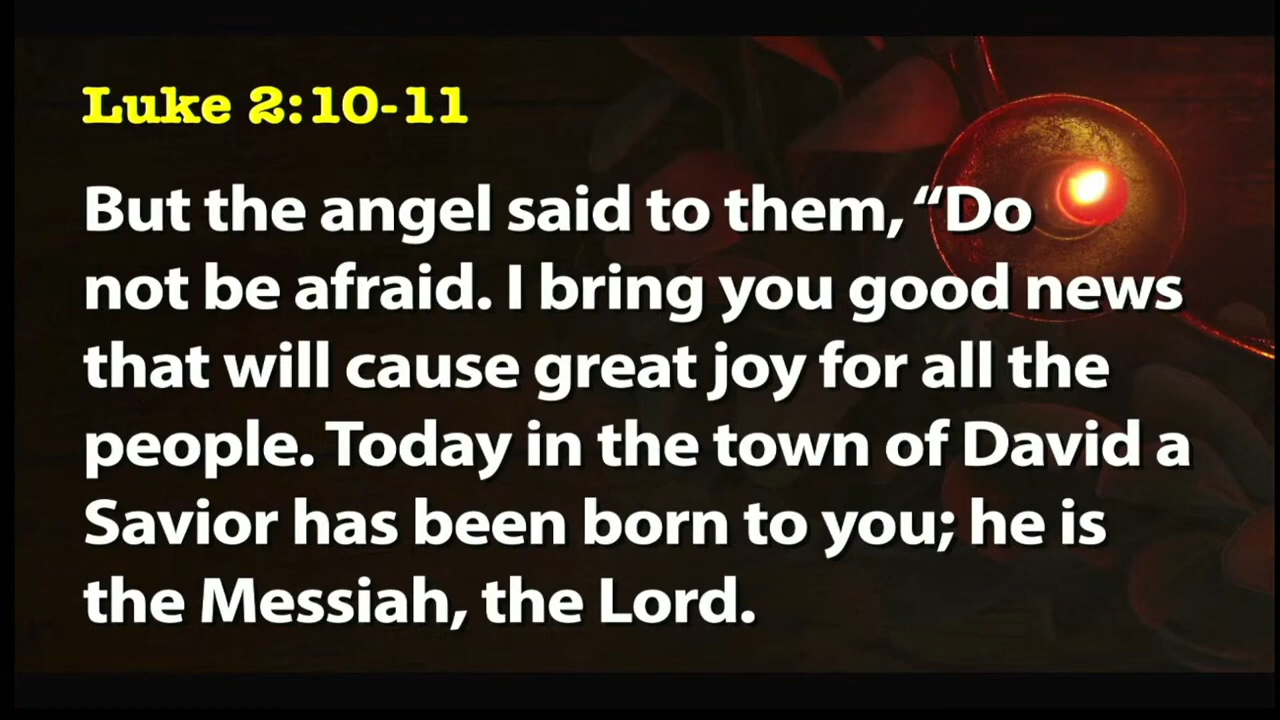 Luke 2:10-11
But the angel said to them, “Do
not be afraid. I bring you good news
that will cause great joy for all the
people. Today in the town of David a
Savior has been born to you; he is
the Messiah, the Lord.